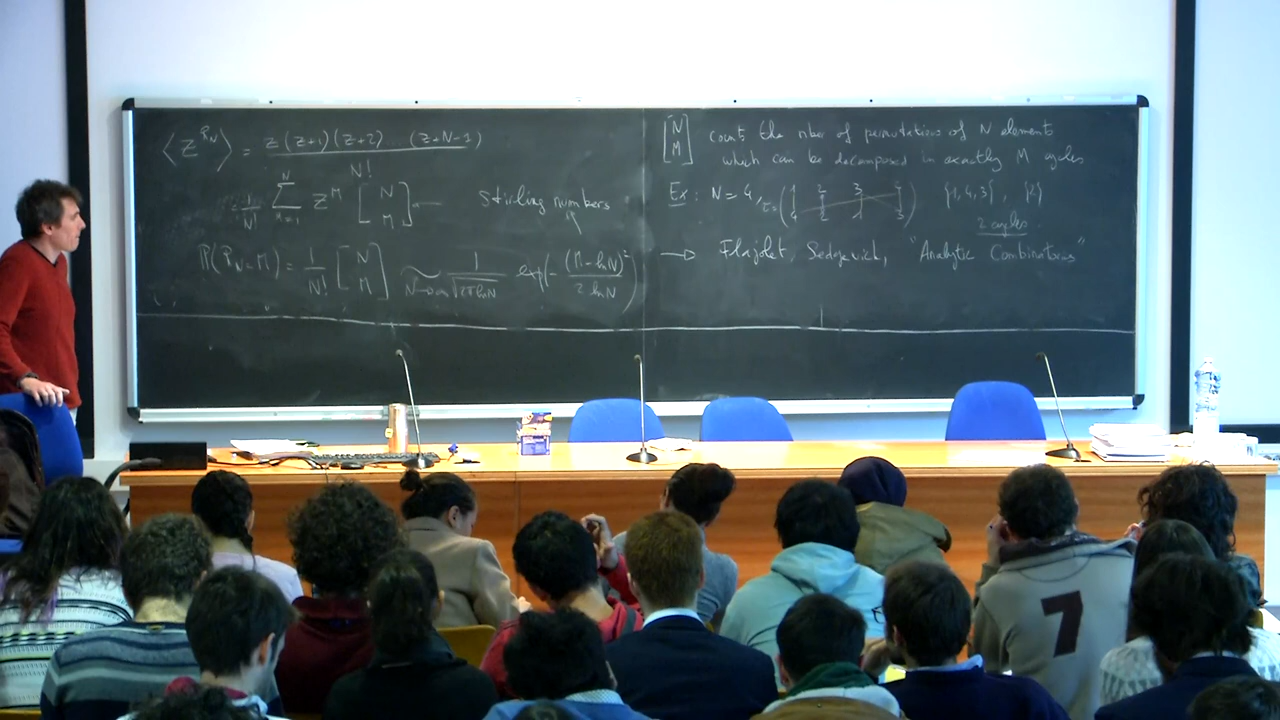 ⟨Z^{R_N}⟩ = Z(Z+1)(Z+2) (Z+N-1) / N!
= 1/N! ∑_{M=1}^{N} Z^M [N M] stirling numbers
P(R_N=M) = 1/N! [N M] ~_{N→∞} 1/√(2π ln N) exp(- (M-ln N)² / 2 ln N)
[N M] counts the nber of permutations of N elements
which can be decomposed in exactly M cycles
Ex: N=4, {1,4,3}, {2}
2 cycles
→ Flajolet, Sedgewick, "Analytic Combinatorics"
7